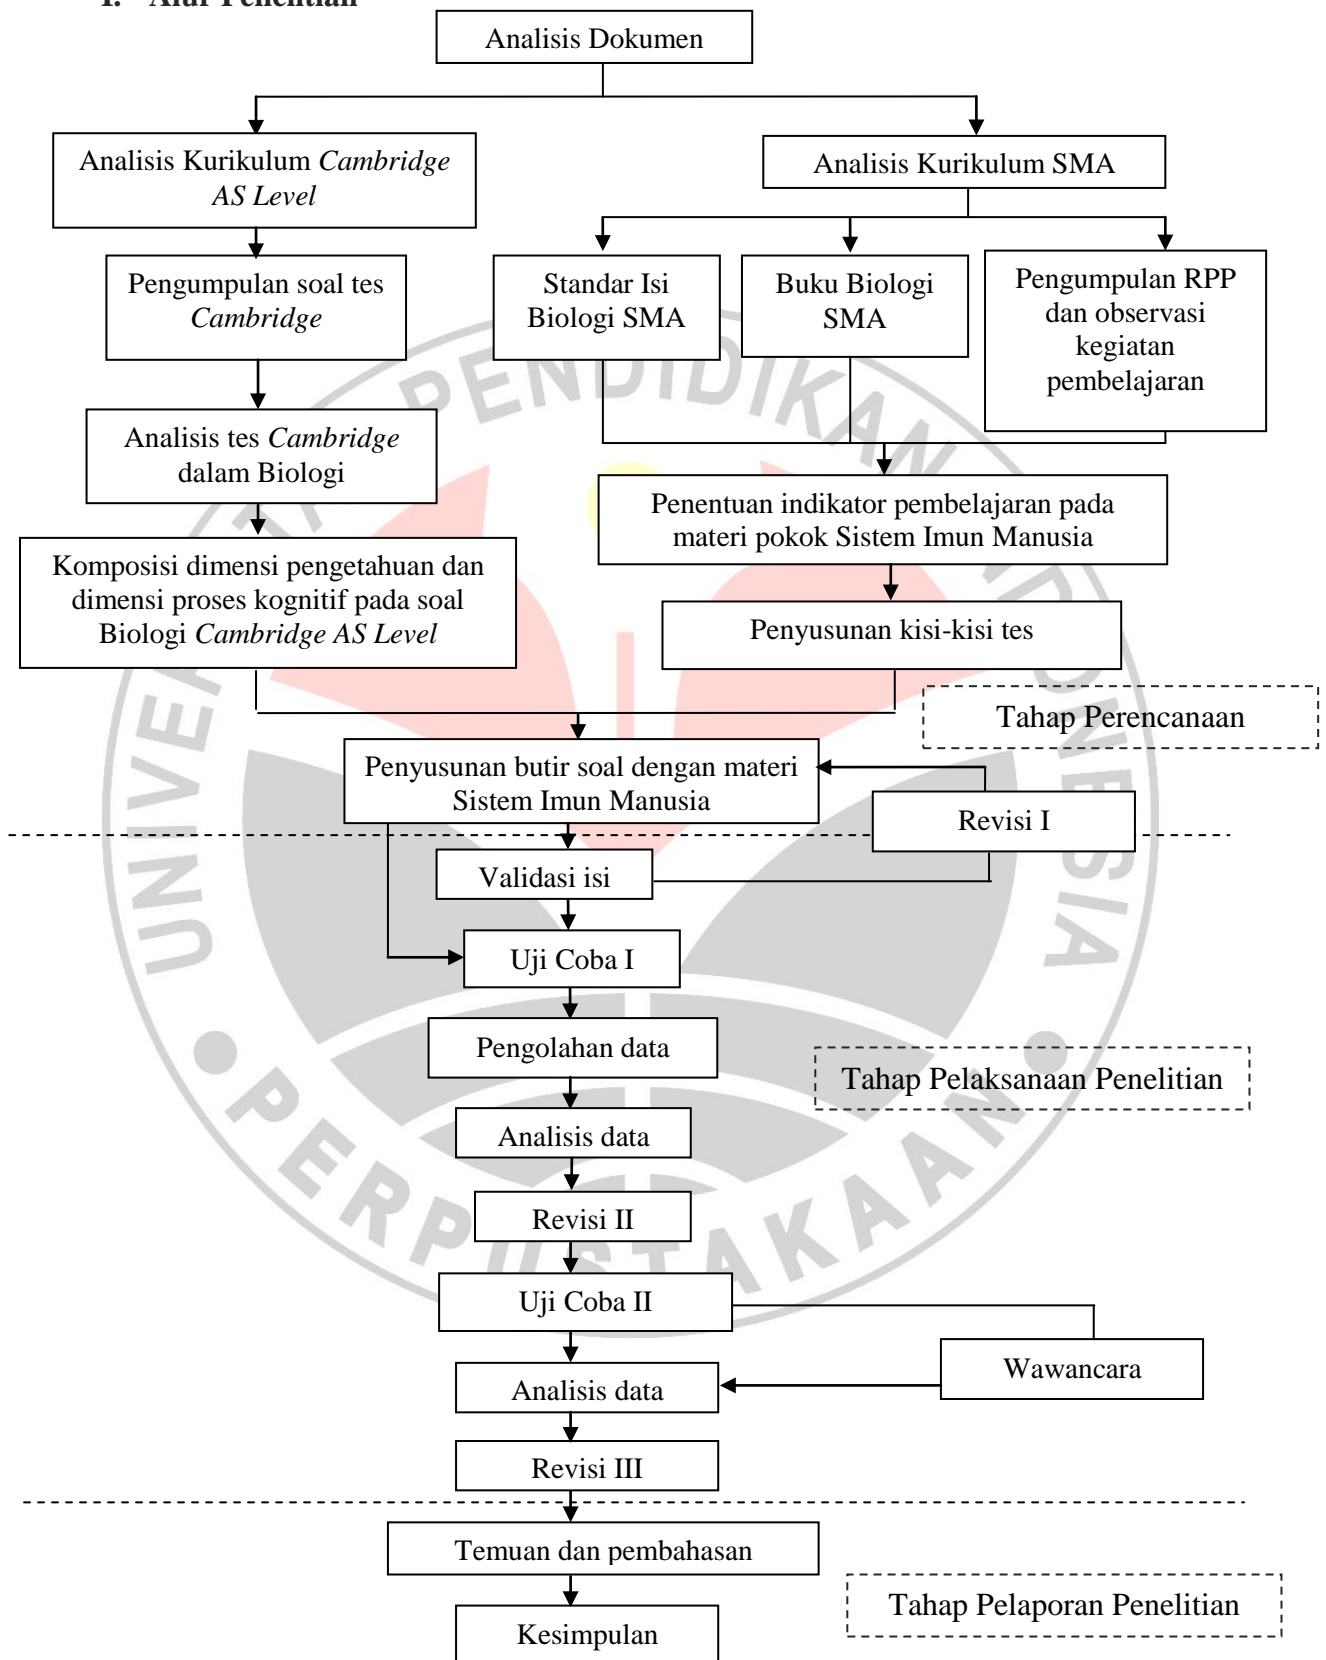 I. Alur Penelitian
Analisis Dokumen
Analisis Kurikulum Cambridge
AS Level
Analisis Kurikulum SMA
Pengumpulan soal tes
Cambridge
Standar Isi
Biologi SMA
Buku Biologi
SMA
Pengumpulan RPP
dan observasi
kegiatan
pembelajaran
Analisis tes Cambridge
dalam Biologi
Penentuan indikator pembelajaran pada
materi pokok Sistem Imun Manusia
Komposisi dimensi pengetahuan dan
dimensi proses kognitif pada soal
Biologi Cambridge AS Level
Penyusunan kisi-kisi tes
Tahap Perencanaan
Penyusunan butir soal dengan materi
Sistem Imun Manusia
Revisi I
Validasi isi
Uji Coba I
Pengolahan data
Tahap Pelaksanaan Penelitian
Analisis data
Revisi II
Uji Coba II
Wawancara
Analisis data
Revisi III
Temuan dan pembahasan
Tahap Pelaporan Penelitian
Kesimpulan
PENDIDIKAN
PERPUSTAKAAN